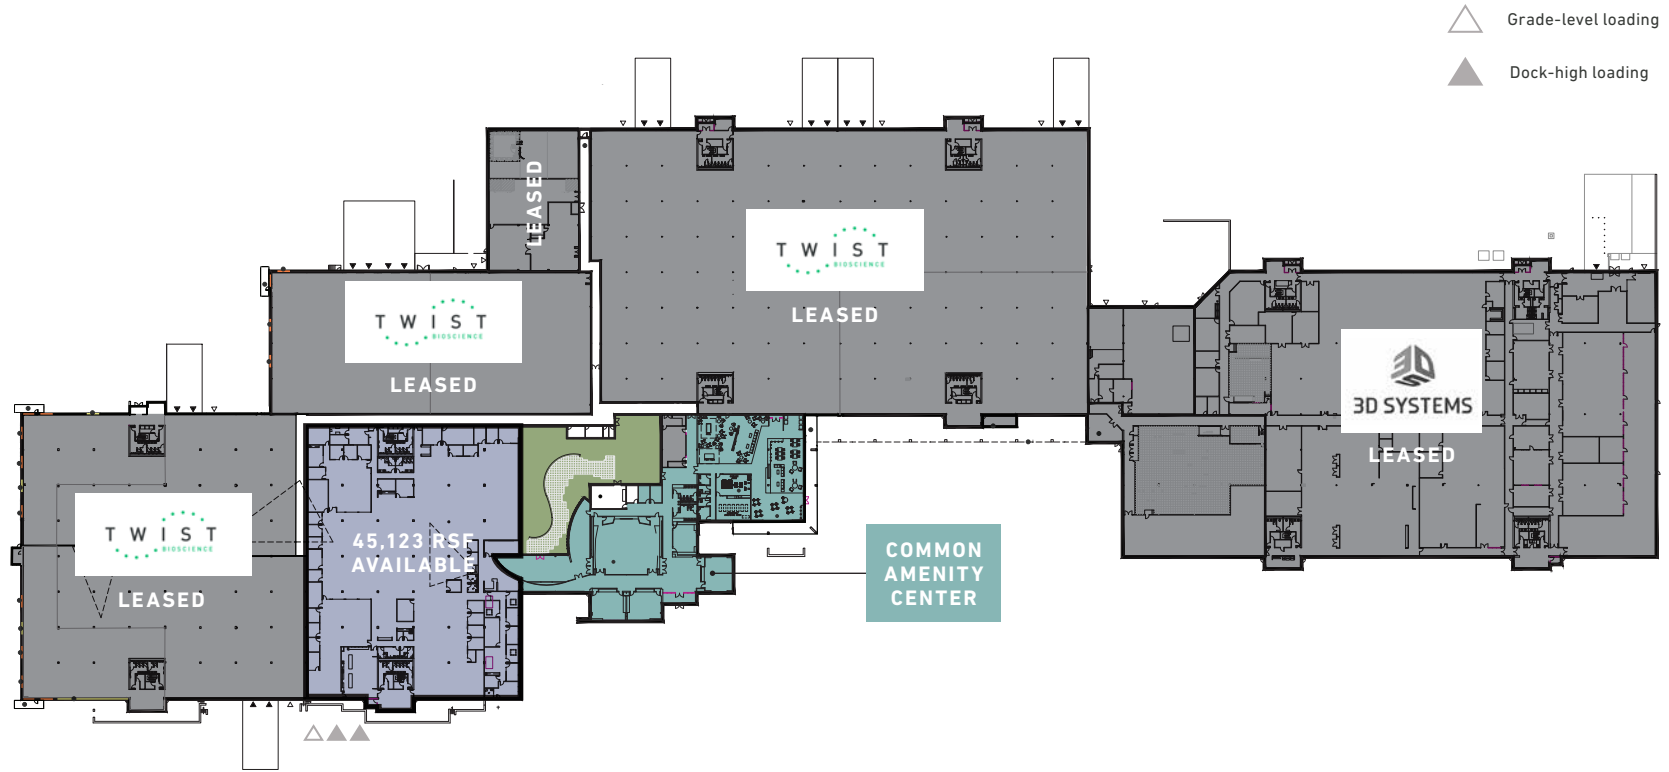 Grade-level loading
Dock-high loading
LEASED
TWIST
BIOSCIENCE
LEASED
TWIST
BIOSCIENCE
LEASED
3D SYSTEMS
LEASED
TWIST
BIOSCIENCE
LEASED
45,123 RSF
AVAILABLE
COMMON
AMENITY
CENTER